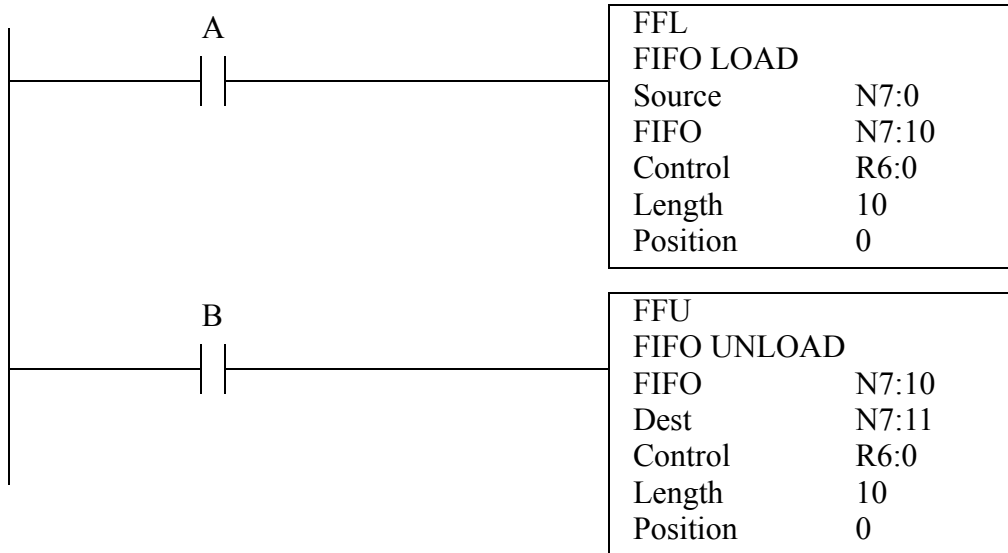 A
FFL
FIFO LOAD
Source N7:0
FIFO N7:10
Control R6:0
Length 10
Position 0
B
FFU
FIFO UNLOAD
FIFO N7:10
Dest N7:11
Control R6:0
Length 10
Position 0